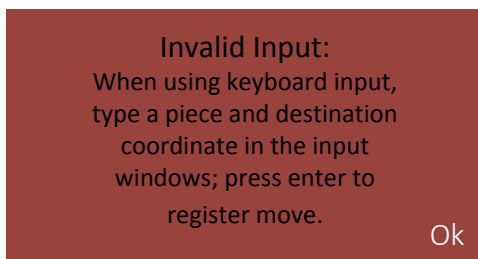 Invalid Input:
When using keyboard input,
type a piece and destination
coordinate in the input
windows; press enter to
register move.
Ok